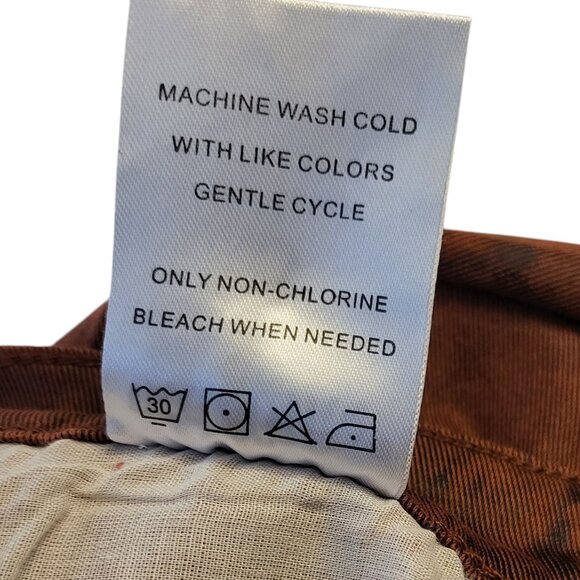 MACHINE WASH COLD
WITH LIKE COLORS
GENTLE CYCLE
ONLY NON-CHLORINE
BLEACH WHEN NEEDED
30